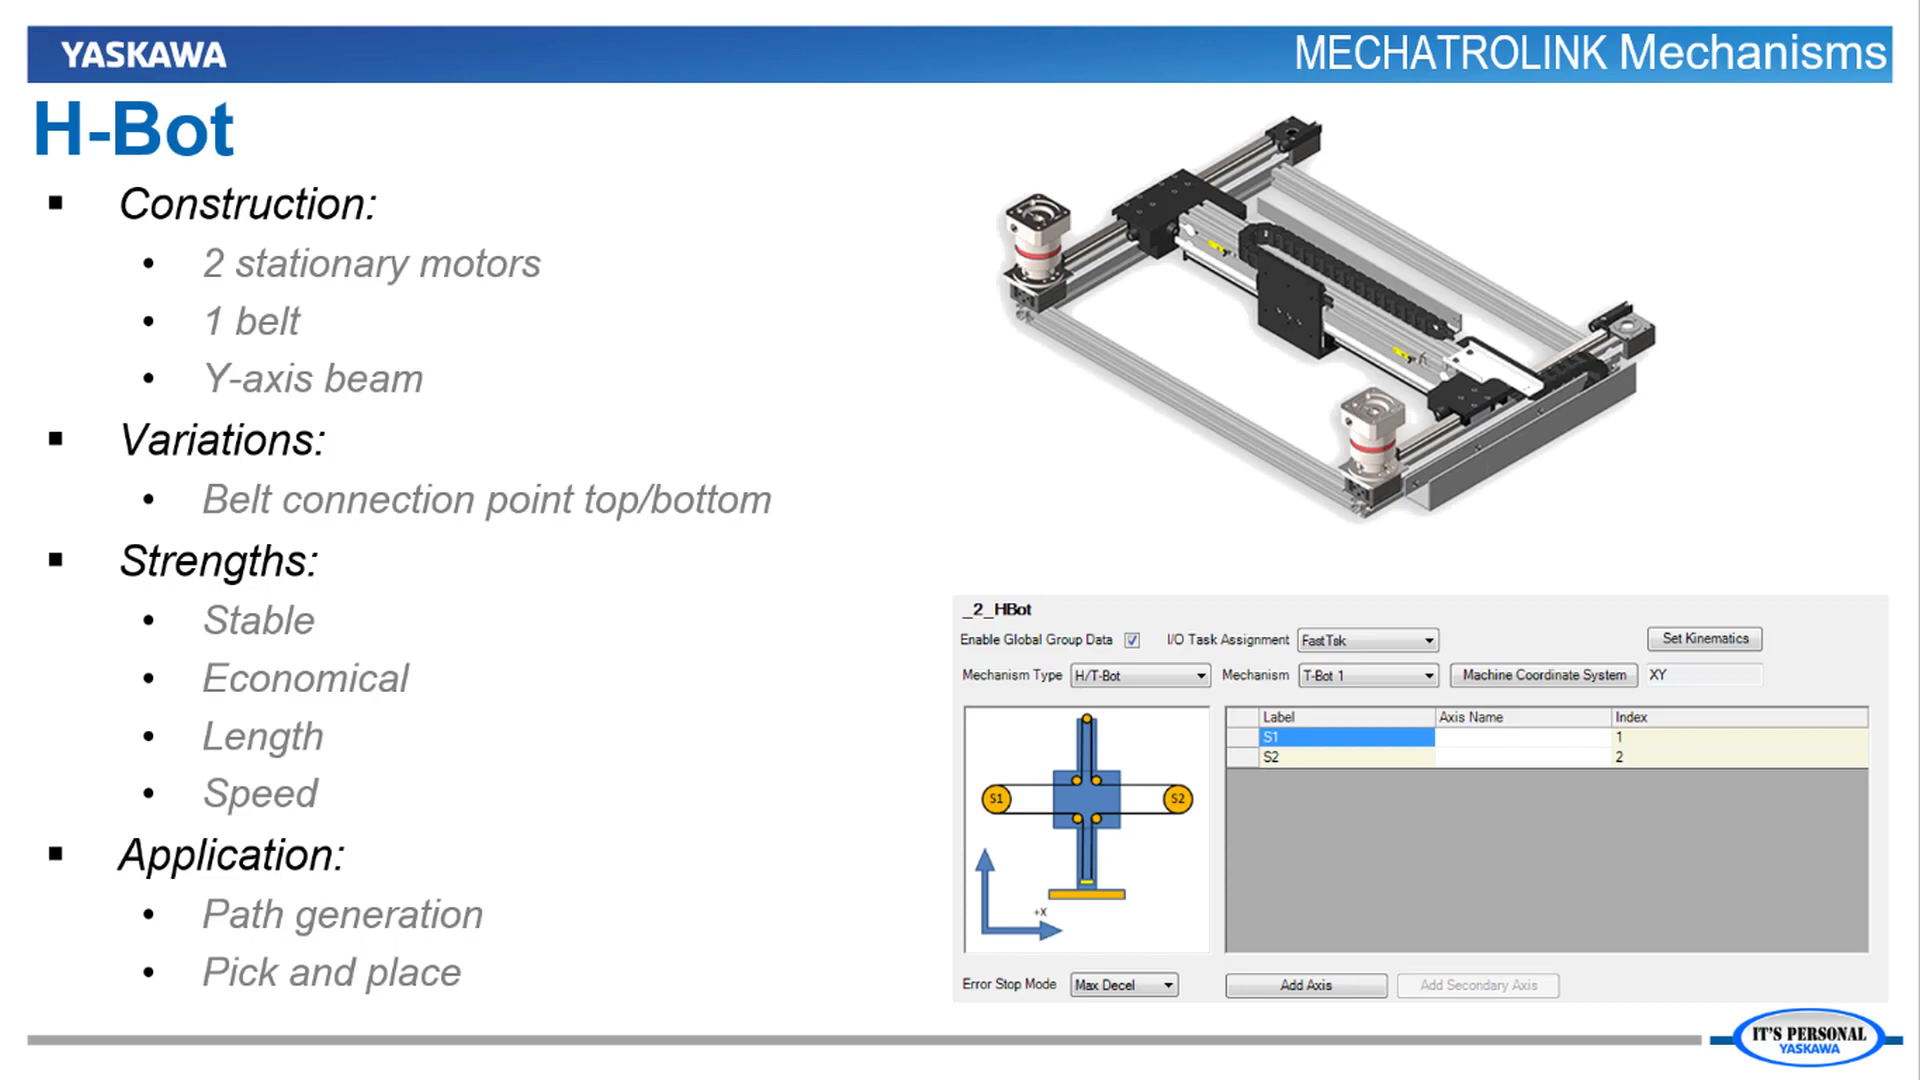 YASKAWA
MECHATROLINK Mechanisms
H-Bot
Construction:
2 stationary motors
1 belt
Y-axis beam
Variations:
Belt connection point top/bottom
Strengths:
Stable
Economical
Length
Speed
Application:
Path generation
Pick and place
_2_HBot
Enable Global Group Data I/O Task Assignment FastTsk Set Kinematics
Mechanism Type H/T-Bot Mechanism T-Bot 1 Machine Coordinate System XY
Label Axis Name Index
S1 1
S2 2
S1 S2
+X
Error Stop Mode Max Decel Add Axis Add Secondary Axis
IT'S PERSONAL
YASKAWA